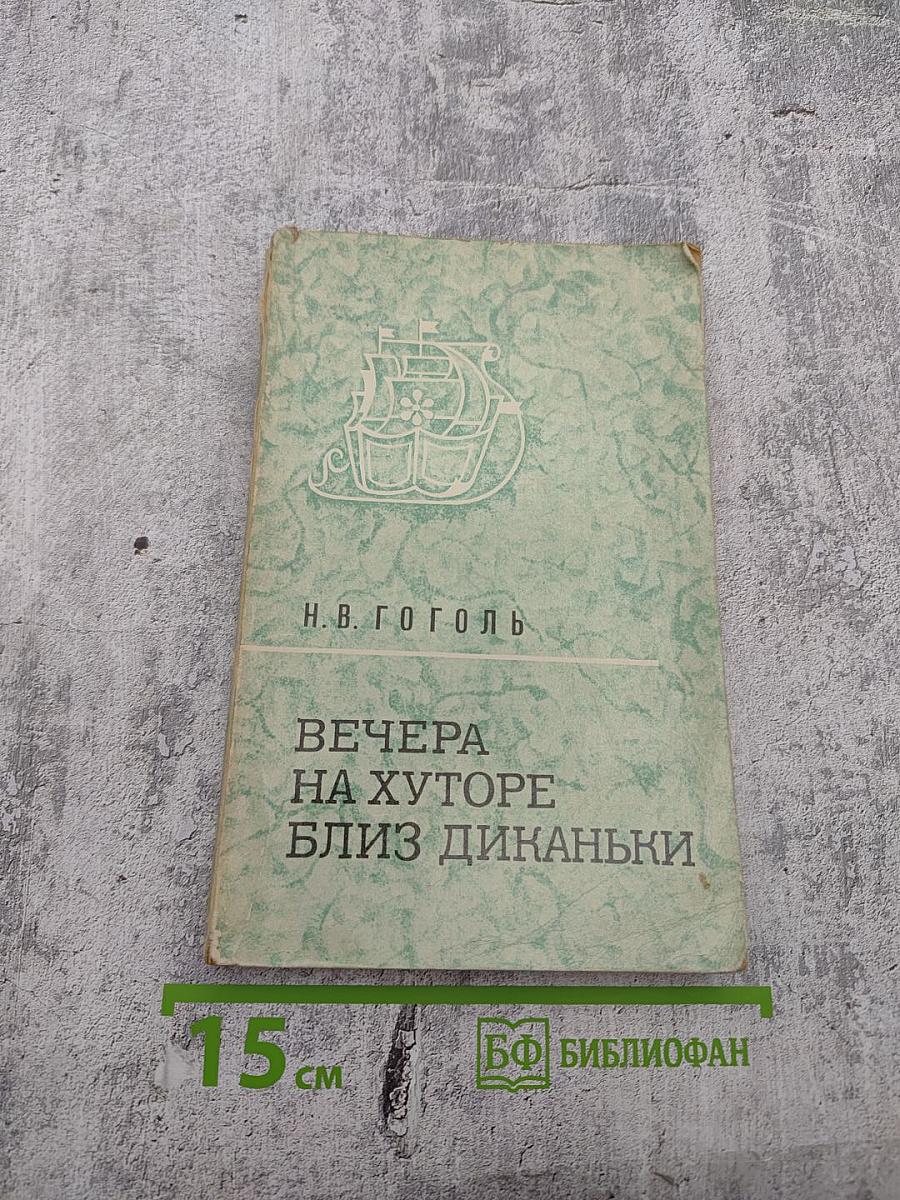 Н. В. ГОГОЛЬ
ВЕЧЕРА
НА ХУТОРЕ
БЛИЗ ДИКАНЬКИ
15 см
БФ БИБЛИОФАН